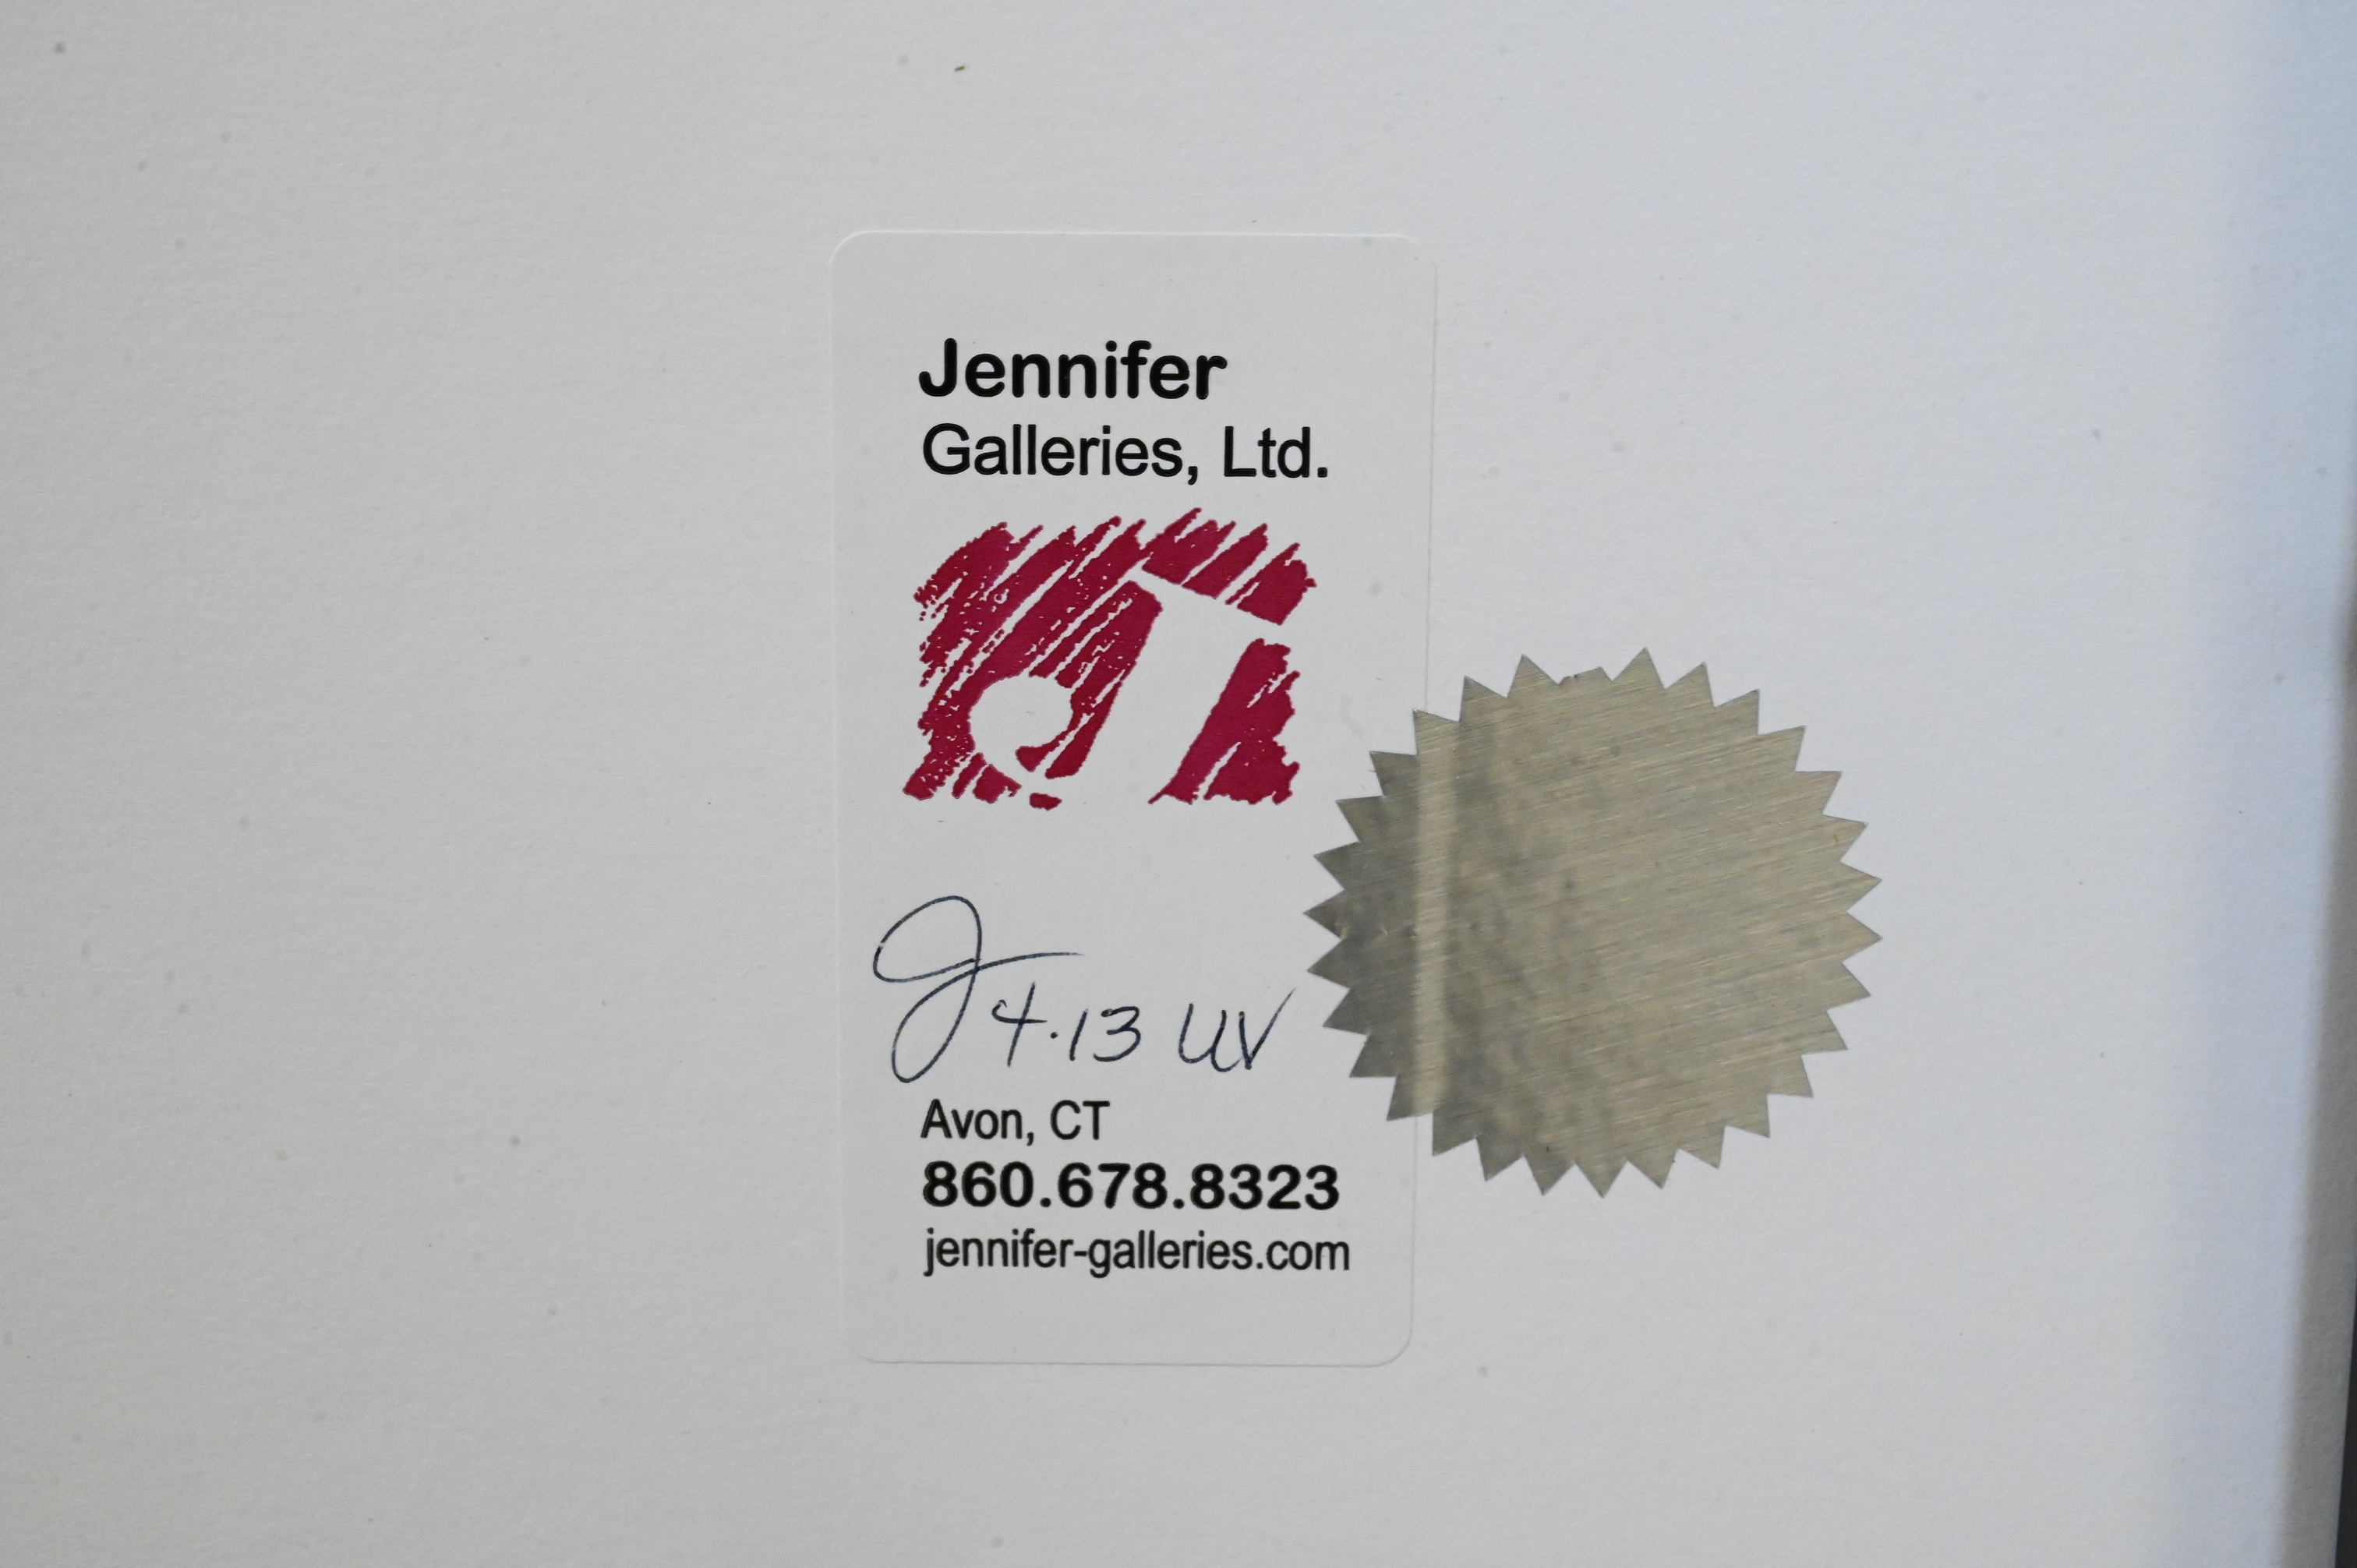 Jennifer
Galleries, Ltd.
J 4.13 UV
Avon, CT
860.678.8323
jennifer-galleries.com